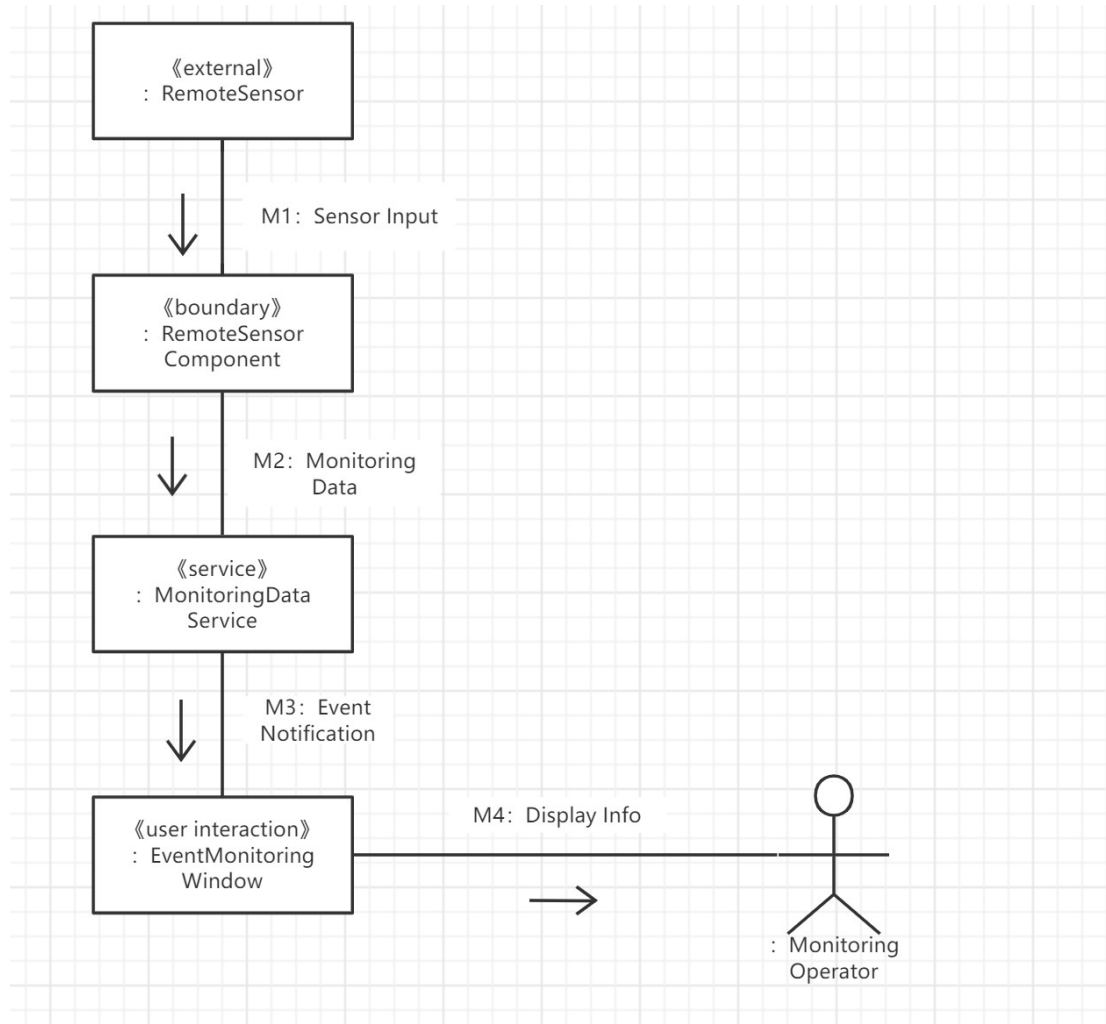 《external》
: RemoteSensor
M1: Sensor Input
《boundary》
: RemoteSensor
Component
M2: Monitoring
Data
《service》
: MonitoringData
Service
M3: Event
Notification
《user interaction》
: EventMonitoring
Window
M4: Display Info
: Monitoring
Operator